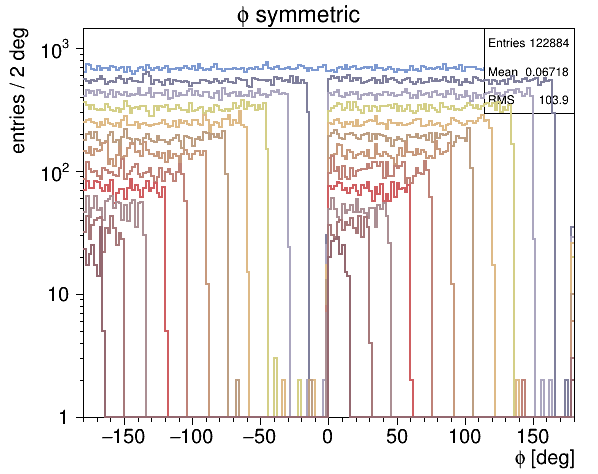 ϕ symmetric
entries / 2 deg
Entries 122884
Mean 0.06718
RMS 103.9
10³
10²
10
1
−150 −100 −50 0 50 100 150
ϕ [deg]